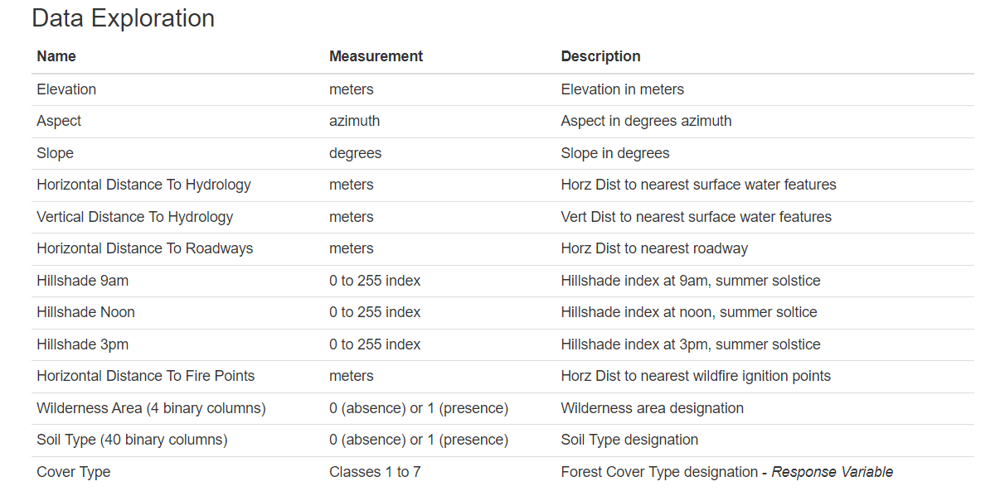 Data Exploration
Name Measurement Description
Elevation meters Elevation in meters
Aspect azimuth Aspect in degrees azimuth
Slope degrees Slope in degrees
Horizontal Distance To Hydrology meters Horz Dist to nearest surface water features
Vertical Distance To Hydrology meters Vert Dist to nearest surface water features
Horizontal Distance To Roadways meters Horz Dist to nearest roadway
Hillshade 9am 0 to 255 index Hillshade index at 9am, summer solstice
Hillshade Noon 0 to 255 index Hillshade index at noon, summer soltice
Hillshade 3pm 0 to 255 index Hillshade index at 3pm, summer solstice
Horizontal Distance To Fire Points meters Horz Dist to nearest wildfire ignition points
Wilderness Area (4 binary columns) 0 (absence) or 1 (presence) Wilderness area designation
Soil Type (40 binary columns) 0 (absence) or 1 (presence) Soil Type designation
Cover Type Classes 1 to 7 Forest Cover Type designation - Response Variable